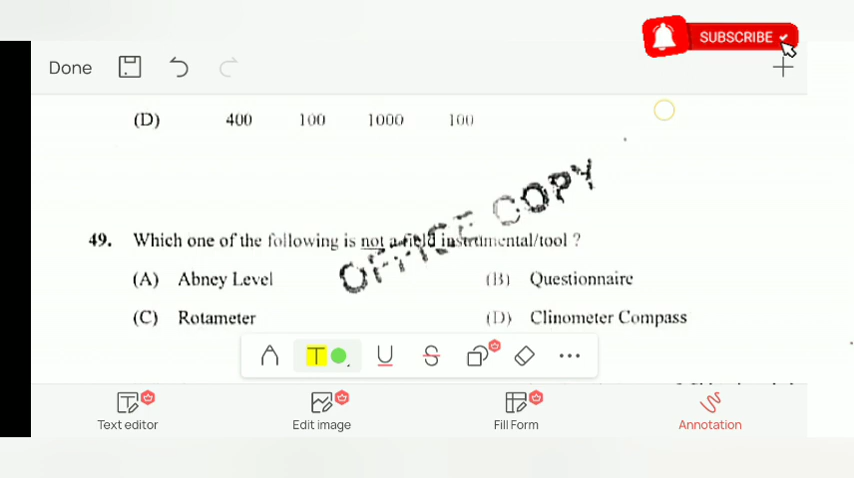 SUBSCRIBE
Done
(D) 400 100 1000 100
OFFICE COPY
49. Which one of the following is not a field instrumental/tool ?
(A) Abney Level (B) Questionnaire
(C) Rotameter (D) Clinometer Compass
T U S
Text editor Edit image Fill Form Annotation